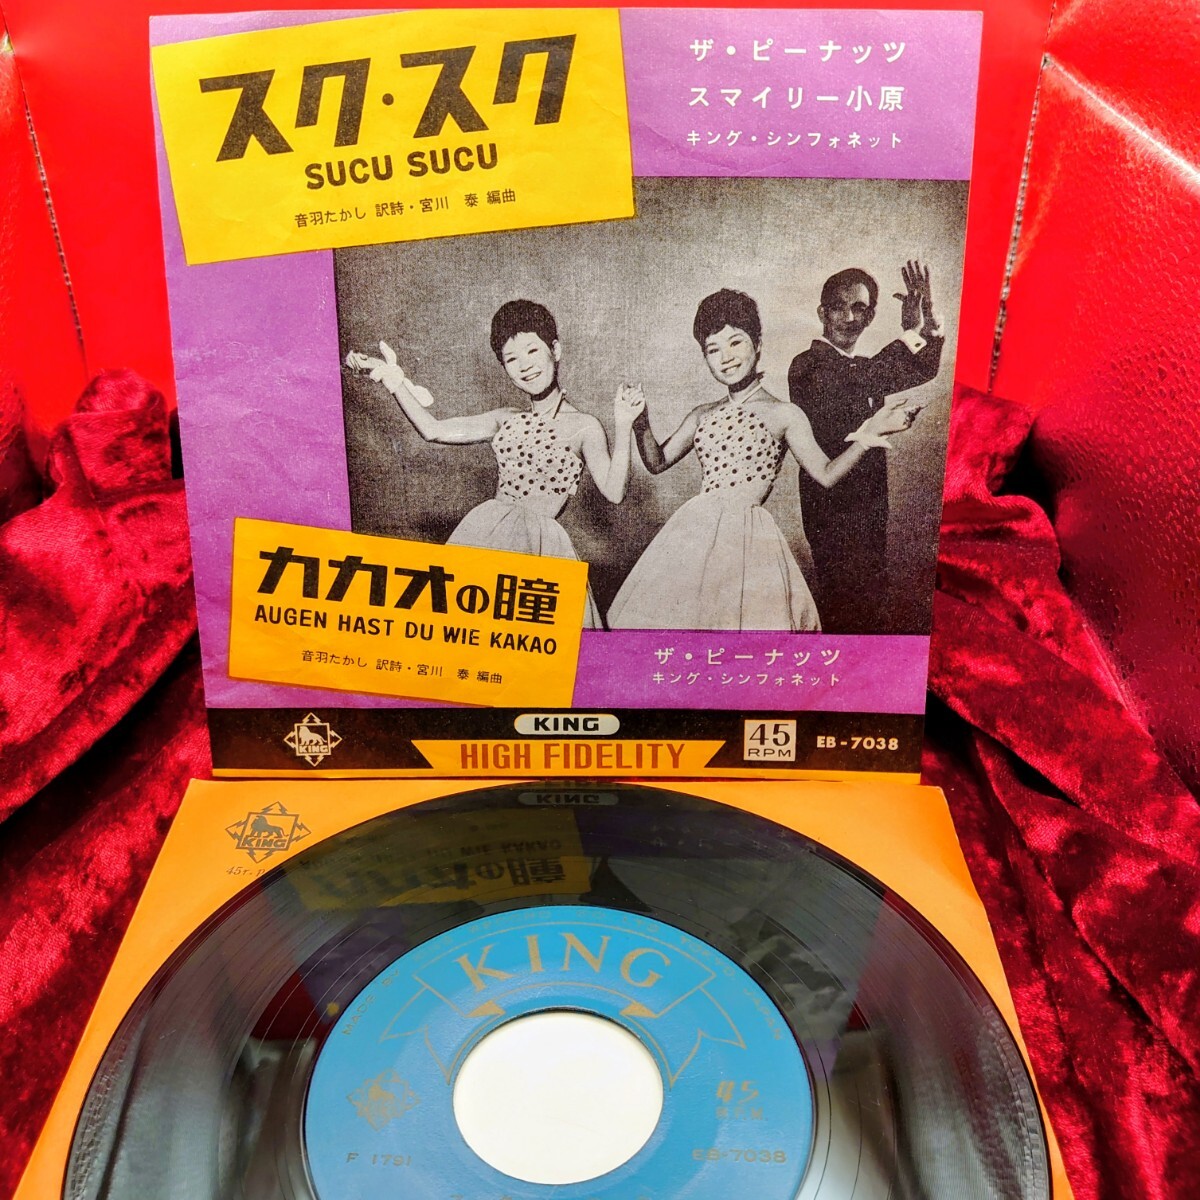 スク・スク
SUCU SUCU
音羽たかし 訳詩・宮川 泰 編曲
ザ・ピーナッツ
スマイリー小原
キング・シンフォネット
カカオの瞳
AUGEN HAST DU WIE KAKAO
音羽たかし 訳詩・宮川 泰 編曲
ザ・ピーナッツ
キング・シンフォネット
KING
KING
HIGH FIDELITY
45
RPM
EB-7038
KING
KING
45
F 1791
EB-7038